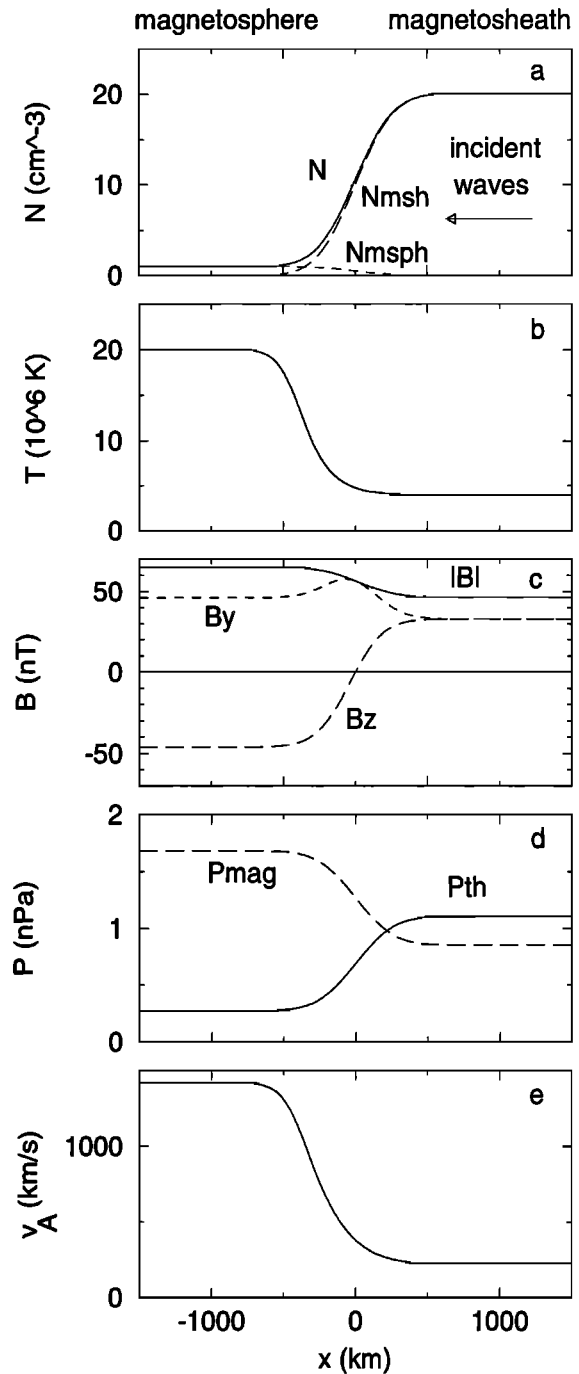 magnetosphere magnetosheath
a
20
10
0
N (cm^-3)
N
Nmsh
Nmsph
incident
waves
b
20
10
0
T (10^6 K)
c
50
0
-50
B (nT)
|B|
By
Bz
d
2
1
0
P (nPa)
Pmag
Pth
e
1000
0
v_A (km/s)
-1000 0 1000
x (km)